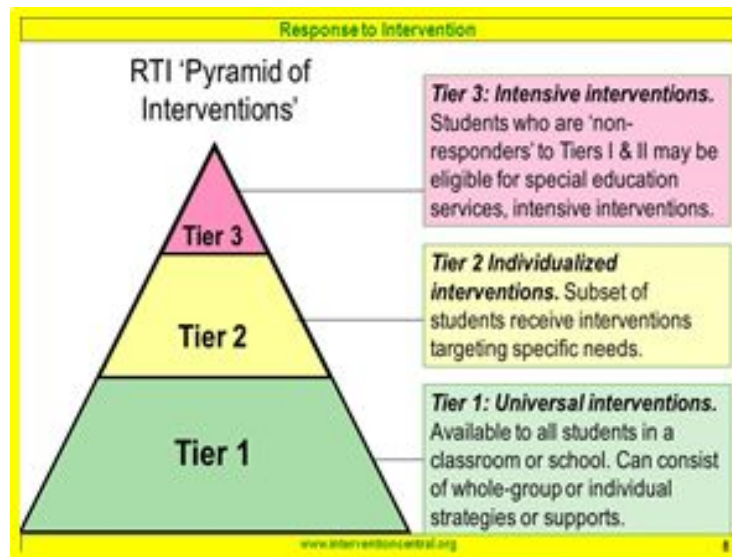 Response to Intervention
RTI ‘Pyramid of
Interventions’
Tier 3
Tier 2
Tier 1
Tier 3: Intensive interventions.
Students who are ‘non-
responders’ to Tiers I & II may be
eligible for special education
services, intensive interventions.
Tier 2 Individualized
interventions. Subset of
students receive interventions
targeting specific needs.
Tier 1: Universal interventions.
Available to all students in a
classroom or school. Can consist
of whole-group or individual
strategies or supports.
www.interventioncentral.org